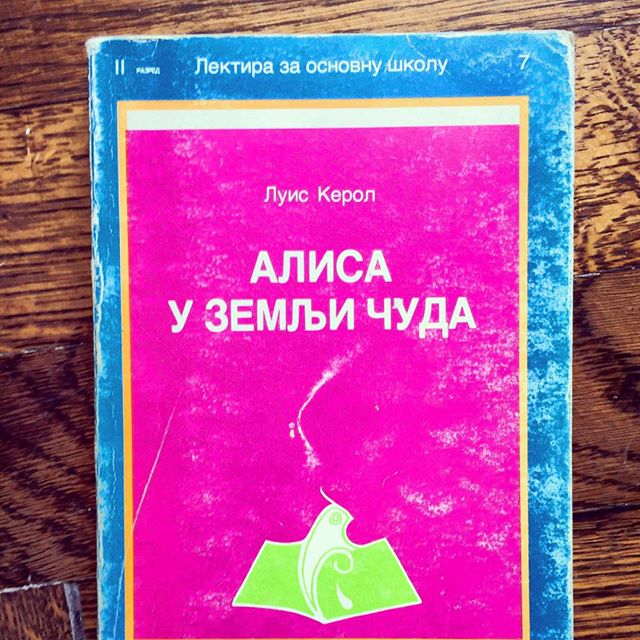 II РАЗРЕД Лектира за основну школу 7
Луис Керол
АЛИСА
У ЗЕМЉИ ЧУДА